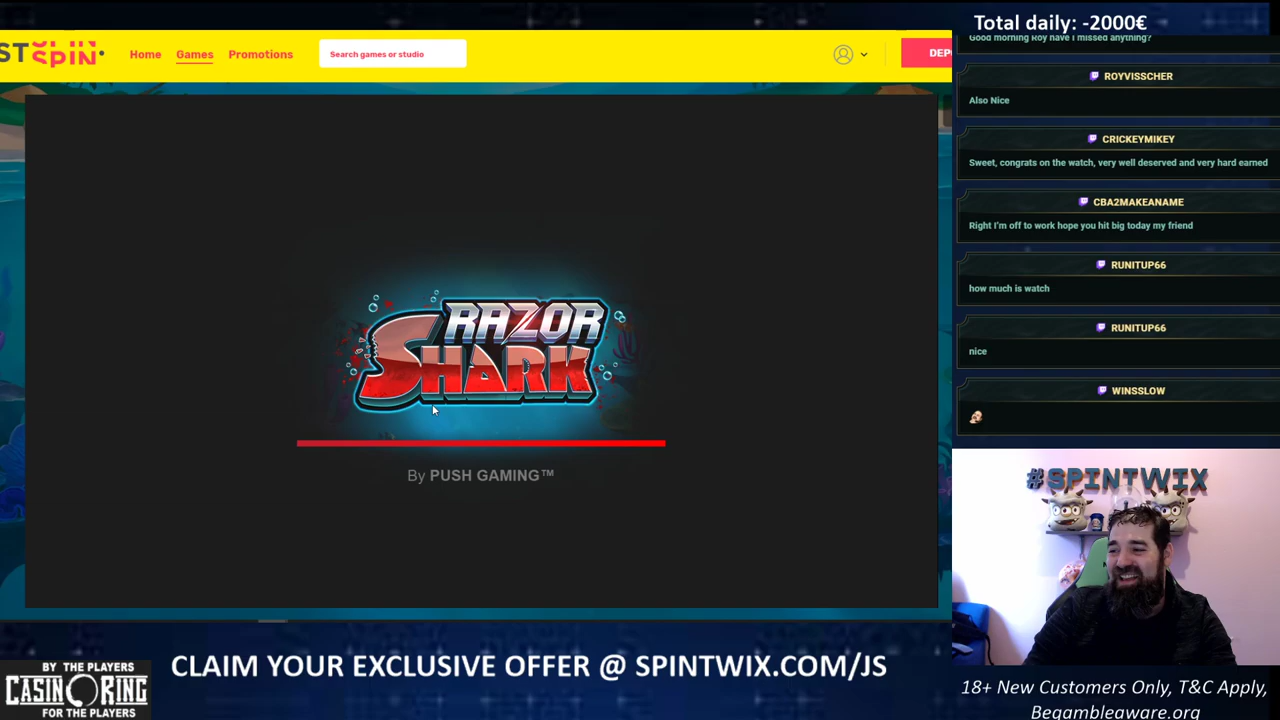 Total daily: -2000€
ST SPIN
Home Games Promotions
Search games or studio
DEP
Good morning Roy have I missed anything?
ROYVISSCHER
Also Nice
CRICKEYMIKEY
Sweet, congrats on the watch, very well deserved and very hard earned
CBA2MAKEANAME
Right I'm off to work hope you hit big today my friend
RUNITUP66
how much is watch
RUNITUP66
nice
WINSSLOW
RAZOR
SHARK
By PUSH GAMING™
#SPINTWIX
BY THE PLAYERS
CASINORING
FOR THE PLAYERS
CLAIM YOUR EXCLUSIVE OFFER @ SPINTWIX.COM/JS
18+ New Customers Only, T&C Apply,
Begambleaware.org